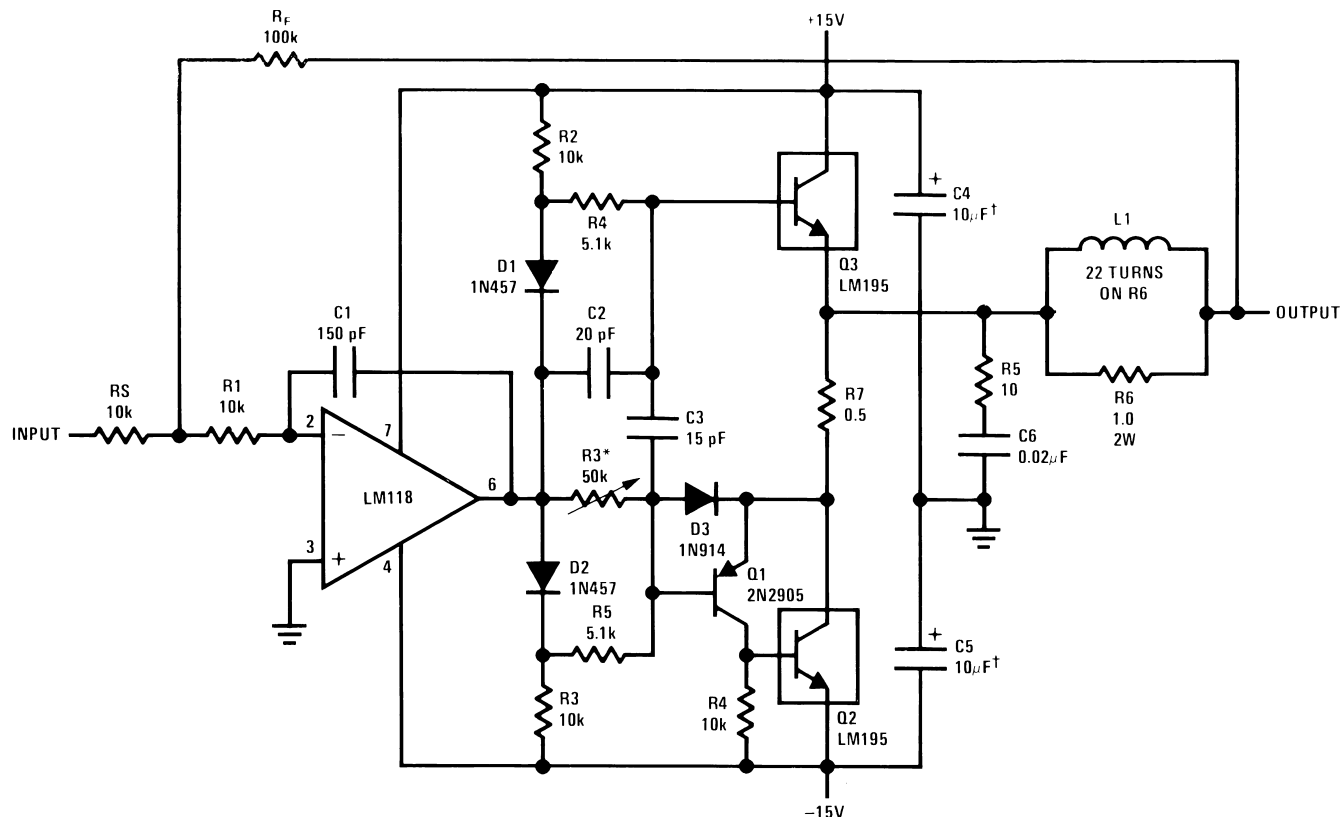 R_F
100k
+15V
R2
10k
R4
5.1k
D1
1N457
C1
150 pF
C2
20 pF
Q3
LM195
C4
10μF†
L1
22 TURNS
ON R6
OUTPUT
RS
10k
R1
10k
INPUT
2
−
7
LM118
6
3
+
4
R3*
50k
C3
15 pF
R7
0.5
R5
10
C6
0.02μF
R6
1.0
2W
D3
1N914
D2
1N457
Q1
2N2905
R5
5.1k
R3
10k
R4
10k
Q2
LM195
+
C5
10μF†
+
−15V